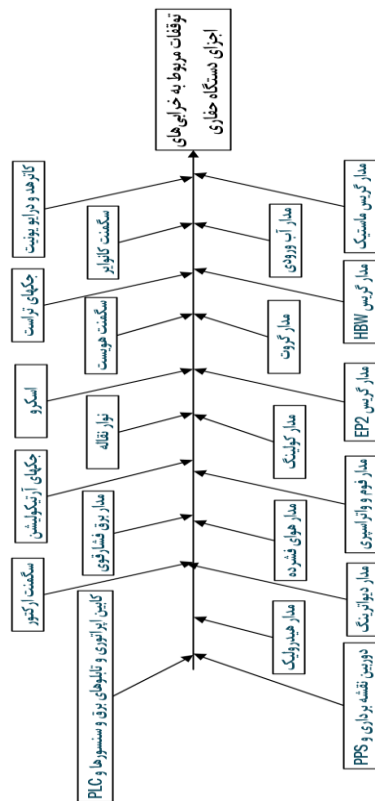 توقفات مربوط به خرابی‌های
اجزای دستگاه حفاری
کاترهد و درایو یونیت
سگمنت کانوایر
جکهای تراست
سگمنت هویست
اسکرو
نوار نقاله
جکهای آرتیکولیشن
مدار برق فشارقوی
سگمنت ارکتور
کابین اپراتوری و تابلوهای برق و سنسورها و PLC
مدار گریس ماستیک
مدار آب ورودی
مدار گریس HBW
مدار گروت
مدار گریس EP2
مدار کولینگ
مدار فوم و واتراسپری
مدار هوای فشرده
مدار دیواترینگ
مدار هیدرولیک
دوربین نقشه برداری و PPS